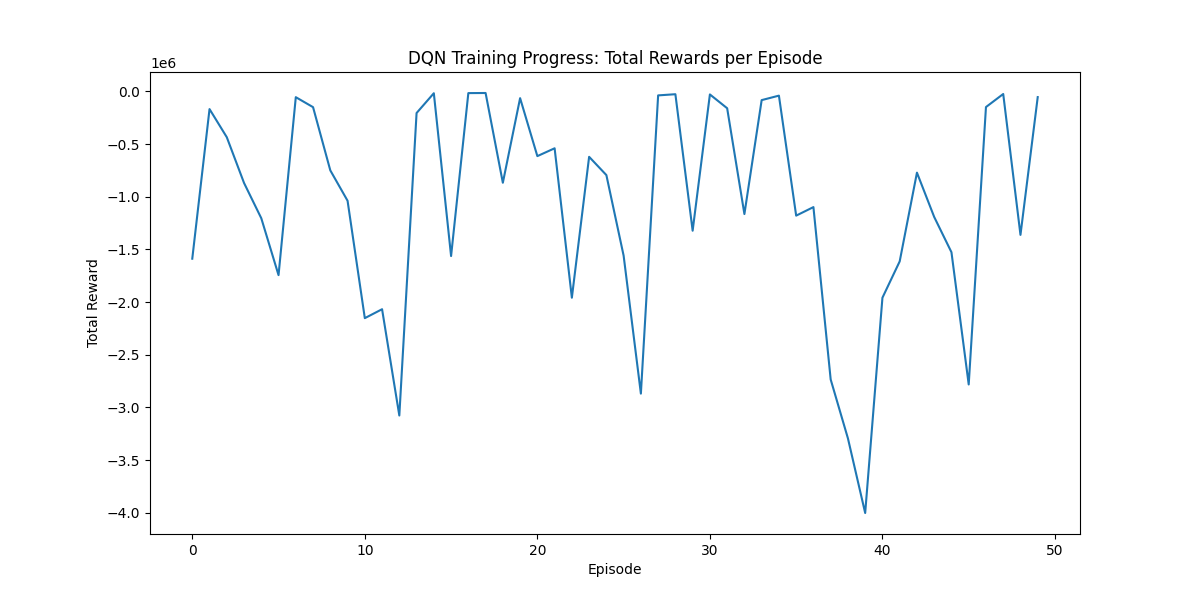 DQN Training Progress: Total Rewards per Episode
1e6
0.0
−0.5
−1.0
−1.5
−2.0
−2.5
−3.0
−3.5
−4.0
Total Reward
0 10 20 30 40 50
Episode